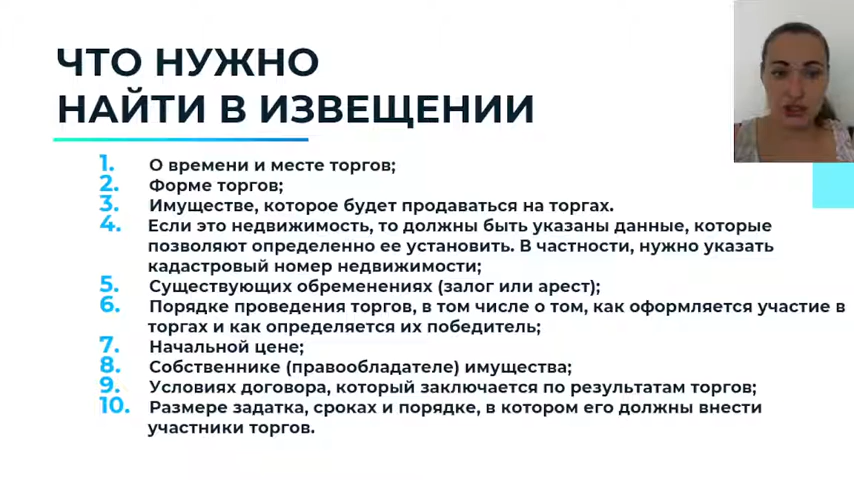 ЧТО НУЖНО
НАЙТИ В ИЗВЕЩЕНИИ
1. О времени и месте торгов;
2. Форме торгов;
3. Имуществе, которое будет продаваться на торгах.
4. Если это недвижимость, то должны быть указаны данные, которые
позволяют определенно ее установить. В частности, нужно указать
кадастровый номер недвижимости;
5. Существующих обременениях (залог или арест);
6. Порядке проведения торгов, в том числе о том, как оформляется участие в
торгах и как определяется их победитель;
7. Начальной цене;
8. Собственнике (правообладателе) имущества;
9. Условиях договора, который заключается по результатам торгов;
10. Размере задатка, сроках и порядке, в котором его должны внести
участники торгов.